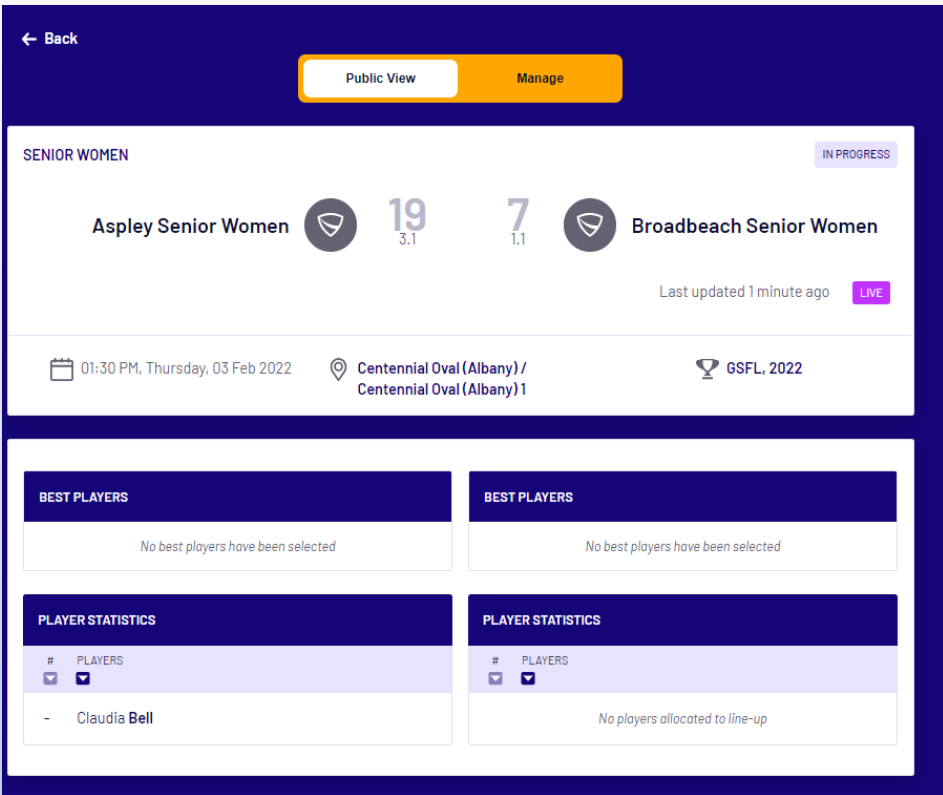 Back
Public View
Manage
SENIOR WOMEN
IN PROGRESS
Aspley Senior Women
19
3.1
7
1.1
Broadbeach Senior Women
Last updated 1 minute ago
LIVE
01:30 PM, Thursday, 03 Feb 2022
Centennial Oval (Albany) /
Centennial Oval (Albany) 1
GSFL, 2022
BEST PLAYERS
No best players have been selected
BEST PLAYERS
No best players have been selected
PLAYER STATISTICS
# PLAYERS
- Claudia Bell
PLAYER STATISTICS
# PLAYERS
No players allocated to line-up